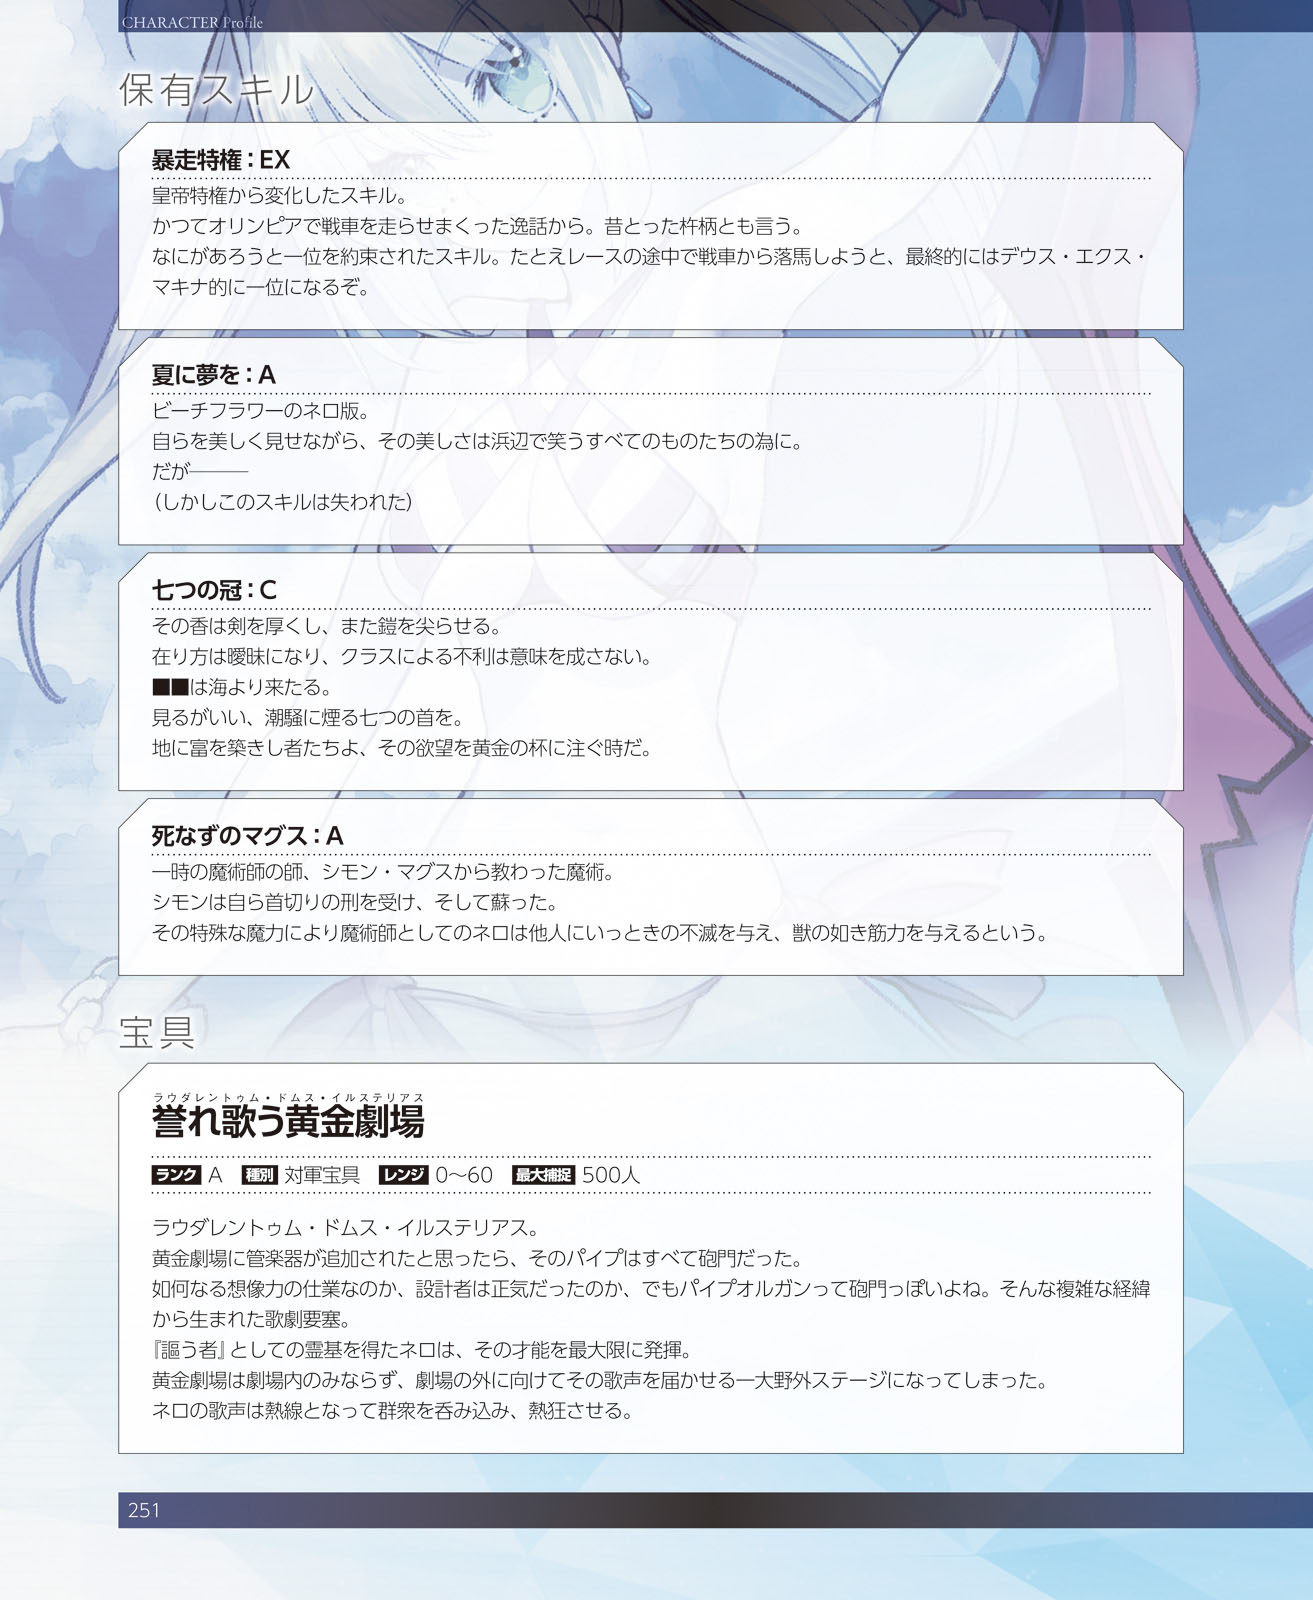 CHARACTER Profile
保有スキル
暴走特権：EX
皇帝特権から変化したスキル。
かつてオリンピアで戦車を走らせまくった逸話から。昔とった杵柄とも言う。
なにがあろうと一位を約束されたスキル。たとえレースの途中で戦車から落馬しようと、最終的にはデウス・エクス・
マキナ的に一位になるぞ。
夏に夢を：A
ビーチフラワーのネロ版。
自らを美しく見せながら、その美しさは浜辺で笑うすべてのものたちの為に。
だが―――
（しかしこのスキルは失われた）
七つの冠：C
その香は剣を厚くし、また鎧を尖らせる。
在り方は曖昧になり、クラスによる不利は意味を成さない。
■■は海より来たる。
見るがいい、潮騒に煙る七つの首を。
地に富を築きし者たちよ、その欲望を黄金の杯に注ぐ時だ。
死なずのマグス：A
一時の魔術師の師、シモン・マグスから教わった魔術。
シモンは自ら首切りの刑を受け、そして蘇った。
その特殊な魔力により魔術師としてのネロは他人にいっときの不滅を与え、獣の如き筋力を与えるという。
宝具
ラウダレントゥム・ドムス・イルステリアス
誉れ歌う黄金劇場
ランク A 種別 対軍宝具 レンジ 0〜60 最大捕捉 500人
ラウダレントゥム・ドムス・イルステリアス。
黄金劇場に管楽器が追加されたと思ったら、そのパイプはすべて砲門だった。
如何なる想像力の仕業なのか、設計者は正気だったのか、でもパイプオルガンって砲門っぽいよね。そんな複雑な経緯
から生まれた歌劇要塞。
『謳う者』としての霊基を得たネロは、その才能を最大限に発揮。
黄金劇場は劇場内のみならず、劇場の外に向けてその歌声を届かせる一大野外ステージになってしまった。
ネロの歌声は熱線となって群衆を呑み込み、熱狂させる。
251